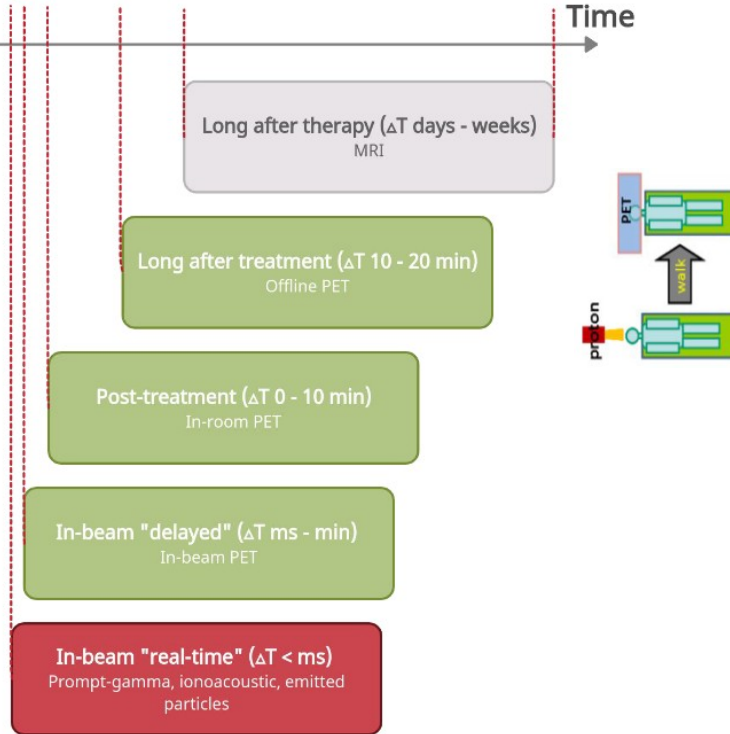 Time
Long after therapy (ΔT days - weeks)
MRI
PET
Long after treatment (ΔT 10 - 20 min)
Offline PET
walk
proton
Post-treatment (ΔT 0 - 10 min)
In-room PET
In-beam "delayed" (ΔT ms - min)
In-beam PET
In-beam "real-time" (ΔT < ms)
Prompt-gamma, ionoacoustic, emitted
particles